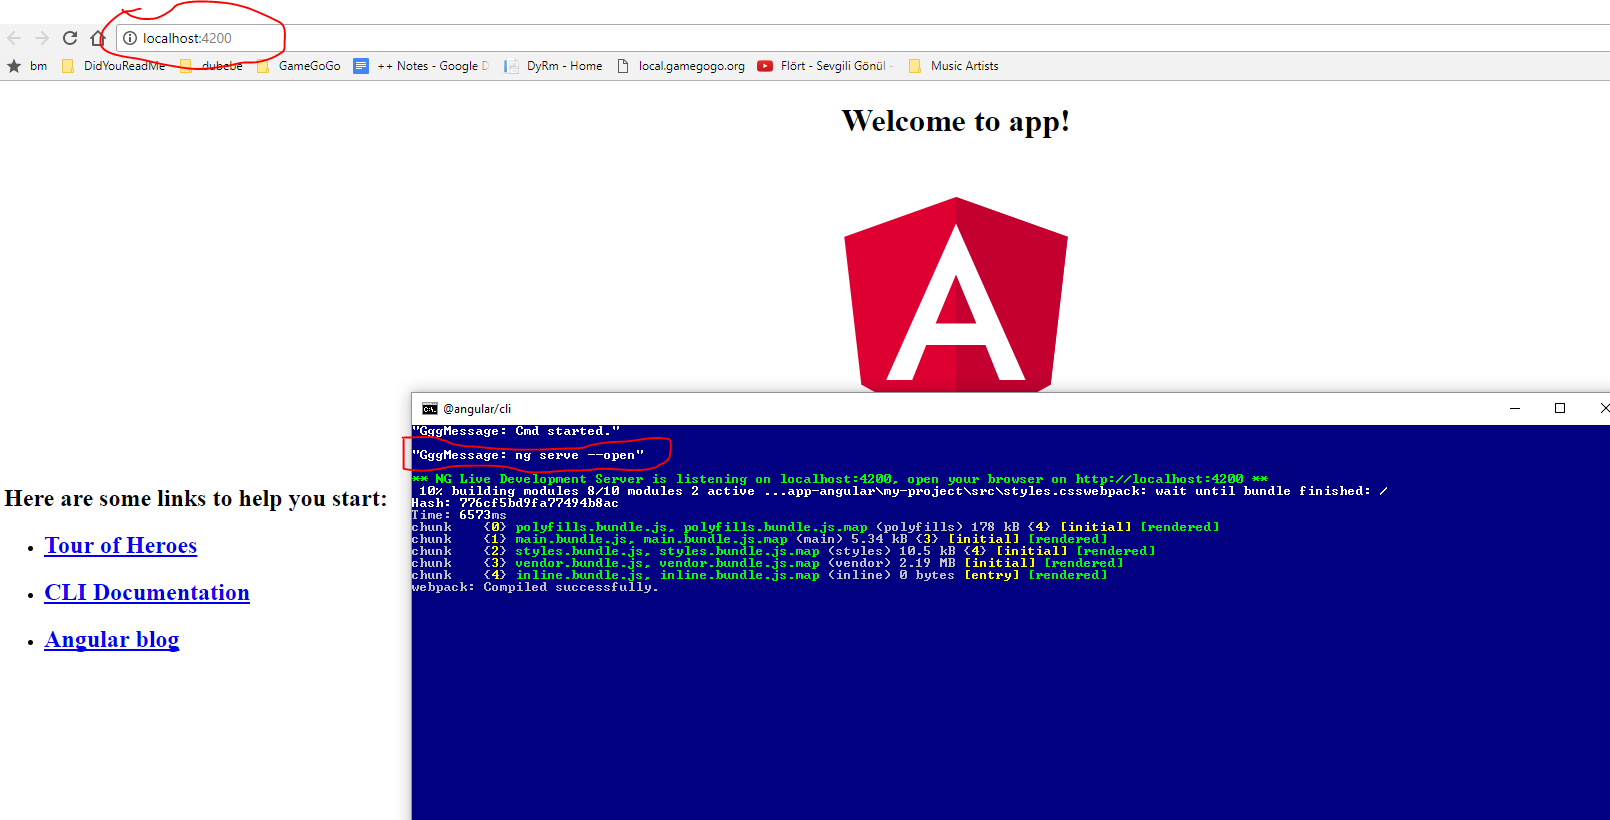 localhost:4200
bm DidYouReadMe dubebe GameGoGo ++ Notes - Google D DyRm - Home local.gamegogo.org Flört - Sevgili Gönül - Music Artists
Welcome to app!
A
@angular/cli
"GggMessage: Cmd started."
"GggMessage: ng serve --open"
** NG Live Development Server is listening on localhost:4200, open your browser on http://localhost:4200 **
10% building modules 8/10 modules 2 active ...app-angular\my-project\src\styles.csswebpack: wait until bundle finished: /
Hash: 776cf5bd9fa77494b8ac
Time: 6573ms
chunk {0} polyfills.bundle.js, polyfills.bundle.js.map (polyfills) 178 kB {4} [initial] [rendered]
chunk {1} main.bundle.js, main.bundle.js.map (main) 5.34 kB {3} [initial] [rendered]
chunk {2} styles.bundle.js, styles.bundle.js.map (styles) 10.5 kB {4} [initial] [rendered]
chunk {3} vendor.bundle.js, vendor.bundle.js.map (vendor) 2.19 MB [initial] [rendered]
chunk {4} inline.bundle.js, inline.bundle.js.map (inline) 0 bytes [entry] [rendered]
webpack: Compiled successfully.
Here are some links to help you start:
Tour of Heroes
CLI Documentation
Angular blog